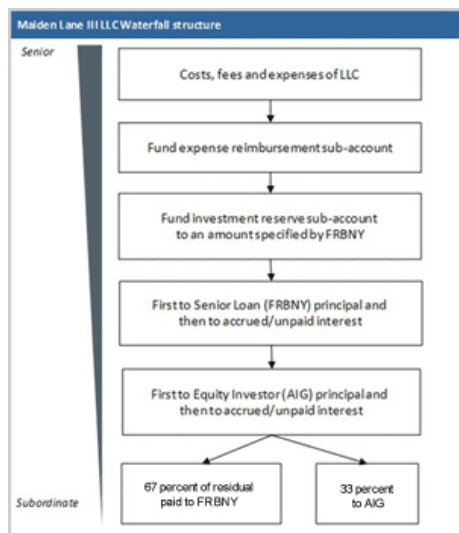 Maiden Lane III LLC Waterfall structure
Senior
Costs, fees and expenses of LLC
Fund expense reimbursement sub-account
Fund investment reserve sub-account
to an amount specified by FRBNY
First to Senior Loan (FRBNY) principal and
then to accrued/unpaid interest
First to Equity Investor (AIG) principal and
then to accrued/unpaid interest
67 percent of residual
paid to FRBNY
33 percent
to AIG
Subordinate